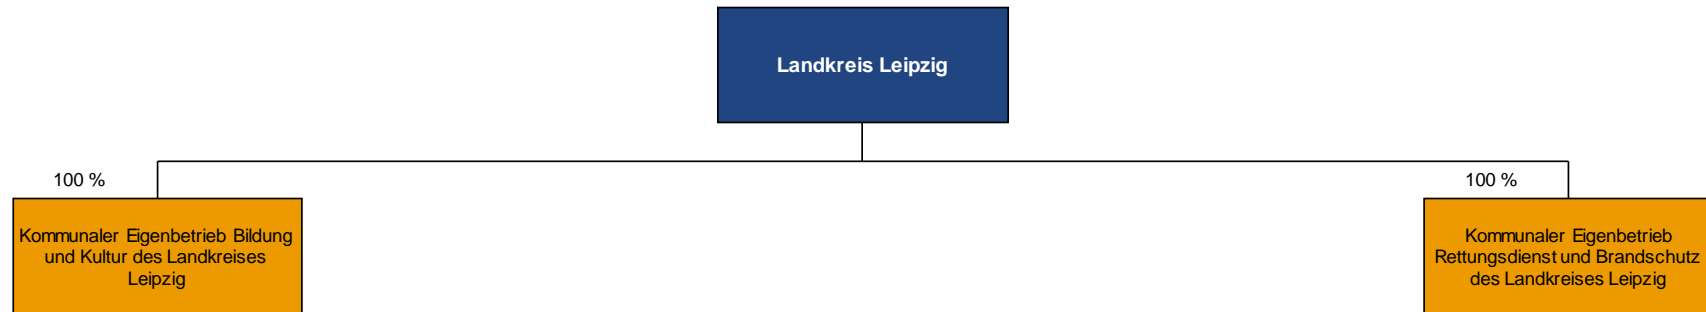 Landkreis Leipzig
100 %
Kommunaler Eigenbetrieb Bildung
und Kultur des Landkreises
Leipzig
100 %
Kommunaler Eigenbetrieb
Rettungsdienst und Brandschutz
des Landkreises Leipzig